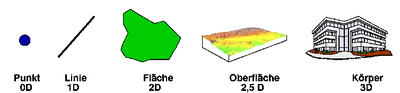 Punkt Linie Fläche Oberfläche Körper
0D 1D 2D 2,5 D 3D